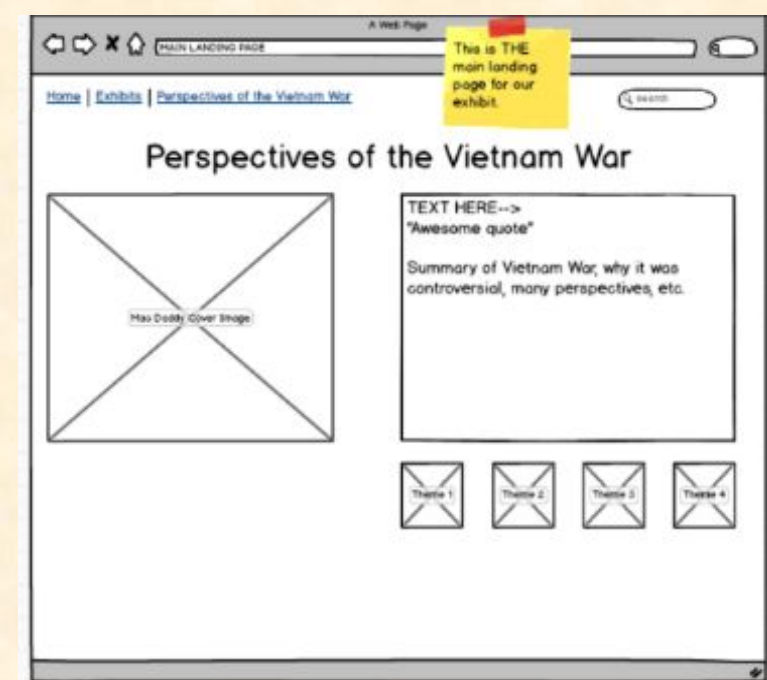 A Web Page
MAIN LANDING PAGE
This is THE
main landing
page for our
exhibit.
Home | Exhibits | Perspectives of the Vietnam War
search
Perspectives of the Vietnam War
Mac Daddy Cover Image
TEXT HERE-->
"Awesome quote"
Summary of Vietnam War, why it was
controversial, many perspectives, etc.
Theme 1
Theme 2
Theme 3
Theme 4